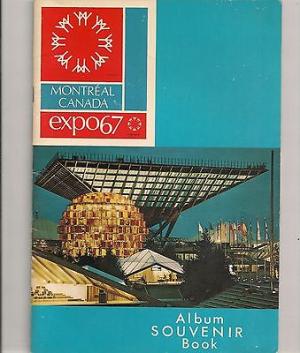 MONTRÉAL
CANADA
expo67
Album
SOUVENIR
Book